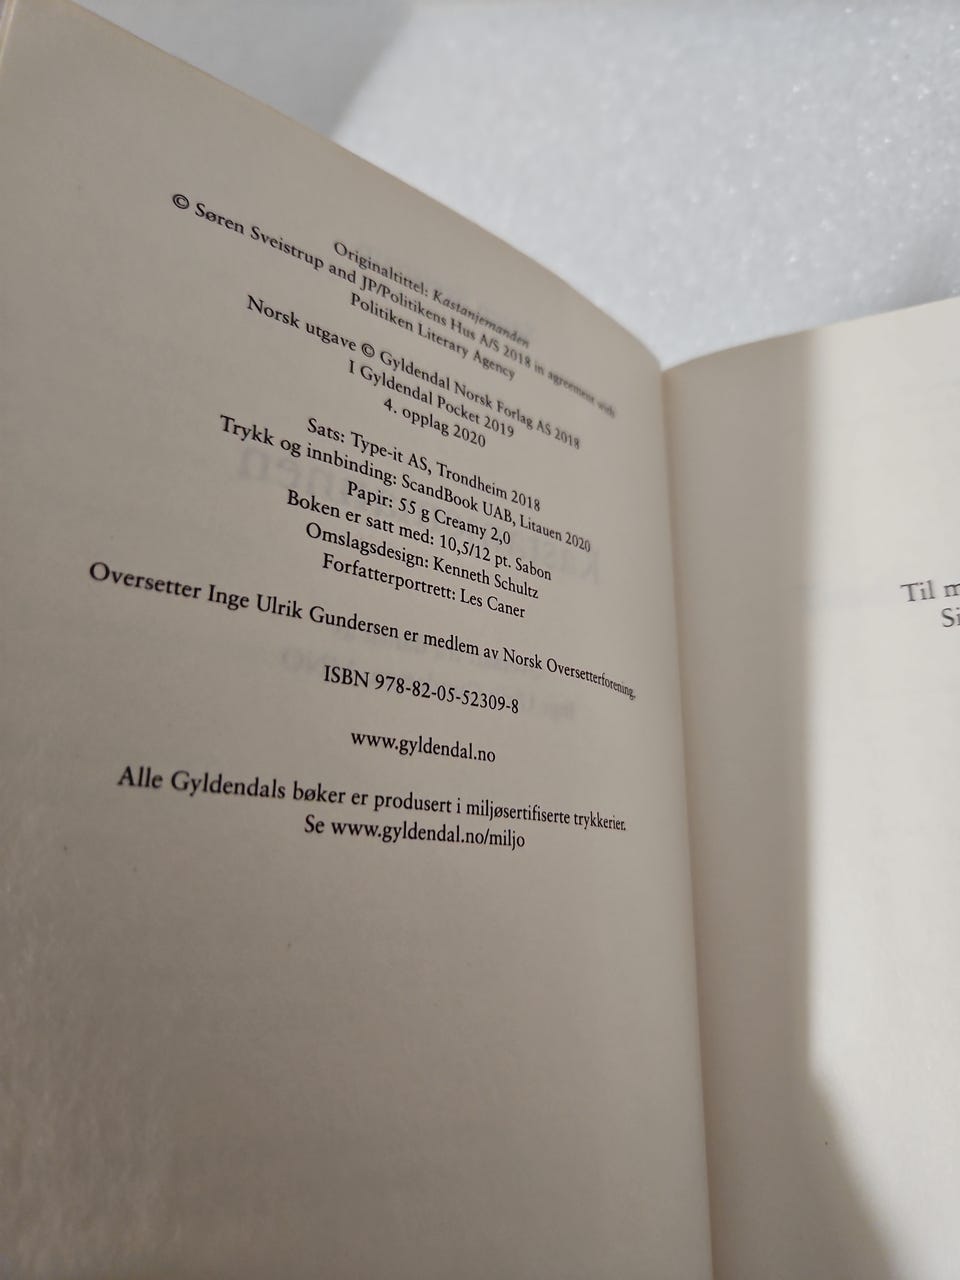 Originaltittel: Kastanjemanden
© Søren Sveistrup and JP/Politikens Hus A/S 2018 in agreement with
Politiken Literary Agency
Norsk utgave © Gyldendal Norsk Forlag AS 2018
I Gyldendal Pocket 2019
4. opplag 2020
Sats: Type-it AS, Trondheim 2018
Trykk og innbinding: ScandBook UAB, Litauen 2020
Papir: 55 g Creamy 2,0
Boken er satt med: 10,5/12 pt. Sabon
Omslagsdesign: Kenneth Schultz
Forfatterportrett: Les Caner
Oversetter Inge Ulrik Gundersen er medlem av Norsk Oversetterforening.
ISBN 978-82-05-52309-8
www.gyldendal.no
Alle Gyldendals bøker er produsert i miljøsertifiserte trykkerier.
Se www.gyldendal.no/miljo
Til